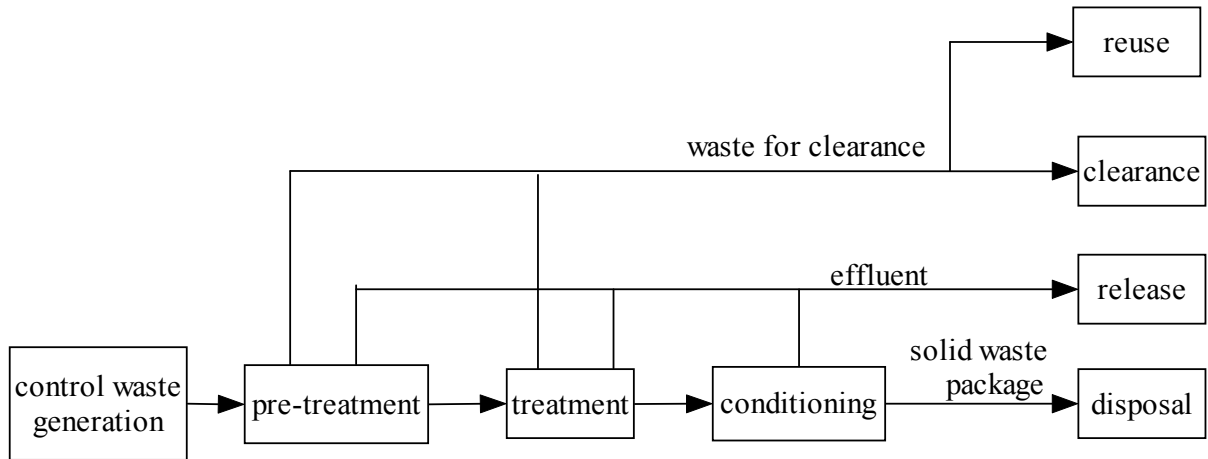 reuse
waste for clearance
clearance
effluent
release
solid waste
package
control waste
generation
pre-treatment
treatment
conditioning
disposal